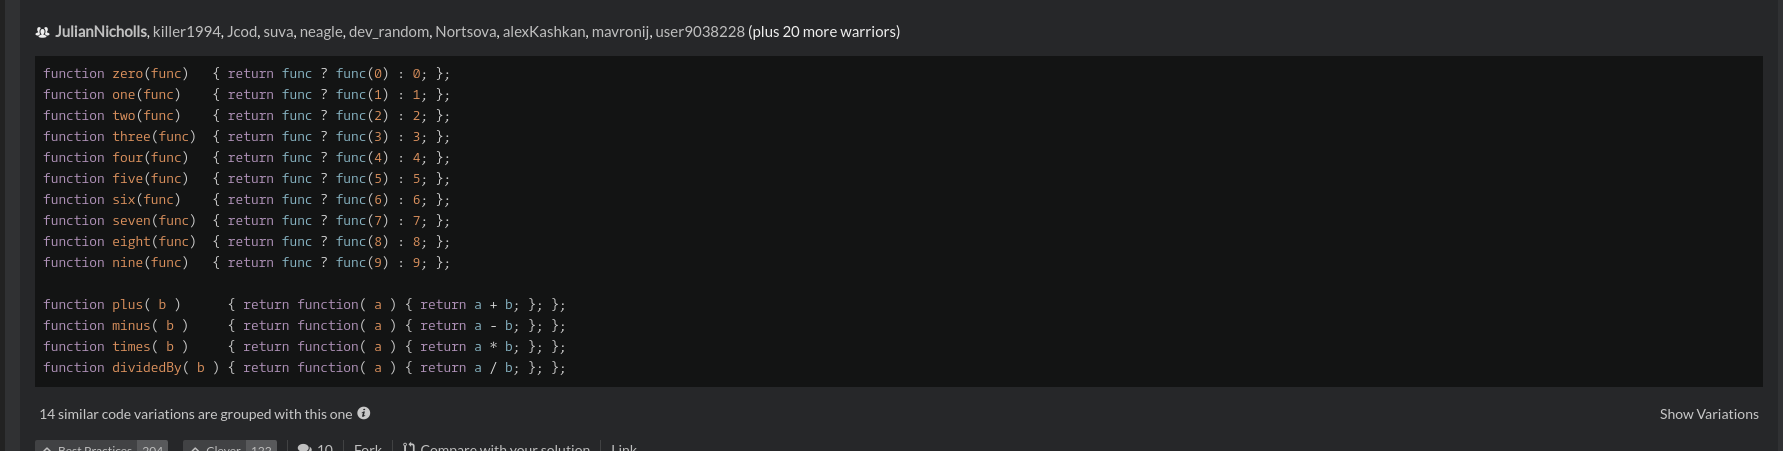 JulianNicholls, killer1994, Jcod, suva, neagle, dev_random, Nortsova, alexKashkan, mavronij, user9038228 (plus 20 more warriors)
function zero(func)   { return func ? func(0) : 0; };
function one(func)    { return func ? func(1) : 1; };
function two(func)    { return func ? func(2) : 2; };
function three(func)  { return func ? func(3) : 3; };
function four(func)   { return func ? func(4) : 4; };
function five(func)   { return func ? func(5) : 5; };
function six(func)    { return func ? func(6) : 6; };
function seven(func)  { return func ? func(7) : 7; };
function eight(func)  { return func ? func(8) : 8; };
function nine(func)   { return func ? func(9) : 9; };
function plus( b )      { return function( a ) { return a + b; }; };
function minus( b )     { return function( a ) { return a - b; }; };
function times( b )     { return function( a ) { return a * b; }; };
function dividedBy( b ) { return function( a ) { return a / b; }; };
14 similar code variations are grouped with this one Show Variations
Best Practices 304 Clever 122 10 Fork Compare with your solution Link